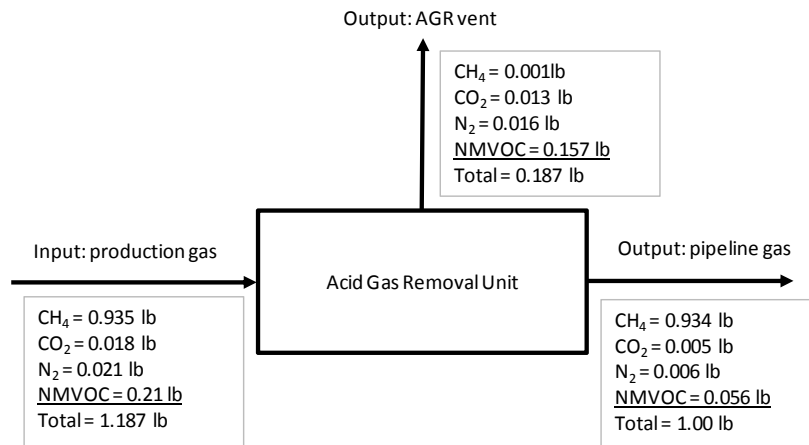 Output: AGR vent
CH₄ = 0.001lb
CO₂ = 0.013 lb
N₂ = 0.016 lb
NMVOC = 0.157 lb
Total = 0.187 lb
Input: production gas
Acid Gas Removal Unit
Output: pipeline gas
CH₄ = 0.935 lb
CO₂ = 0.018 lb
N₂ = 0.021 lb
NMVOC = 0.21 lb
Total = 1.187 lb
CH₄ = 0.934 lb
CO₂ = 0.005 lb
N₂ = 0.006 lb
NMVOC = 0.056 lb
Total = 1.00 lb